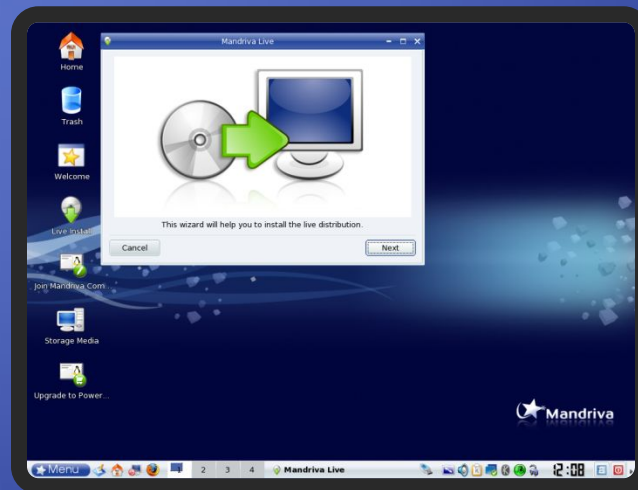 Mandriva Live
Home
Trash
Welcome
This wizard will help you to install the live distribution.
Live Install
Cancel
Next
Join Mandriva Com
Storage Media
Upgrade to Power...
Mandriva
Menu
2
3
4
Mandriva Live
12:08